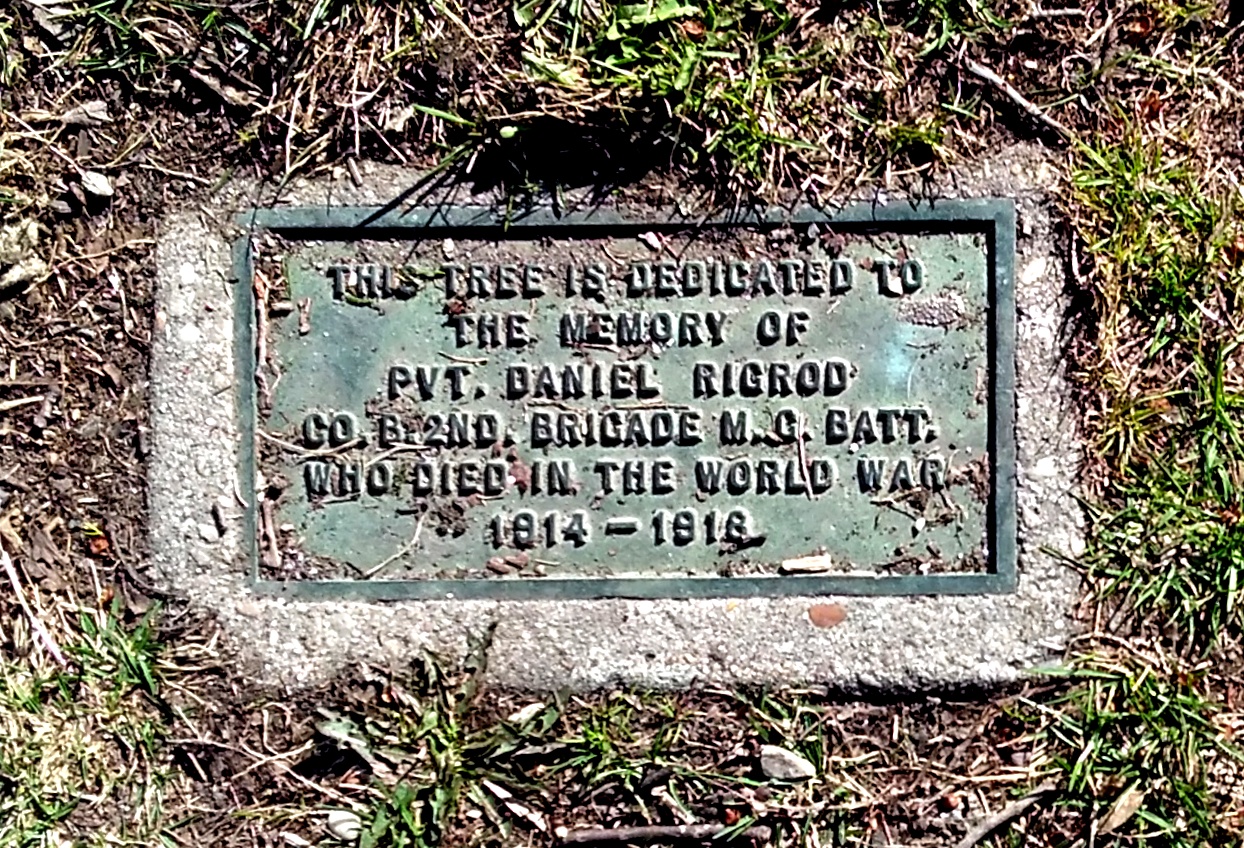 THIS TREE IS DEDICATED TO
THE MEMORY OF
PVT. DANIEL RIGROD
CO. B. 2ND. BRIGADE M. G. BATT.
WHO DIED IN THE WORLD WAR
1914 – 1918